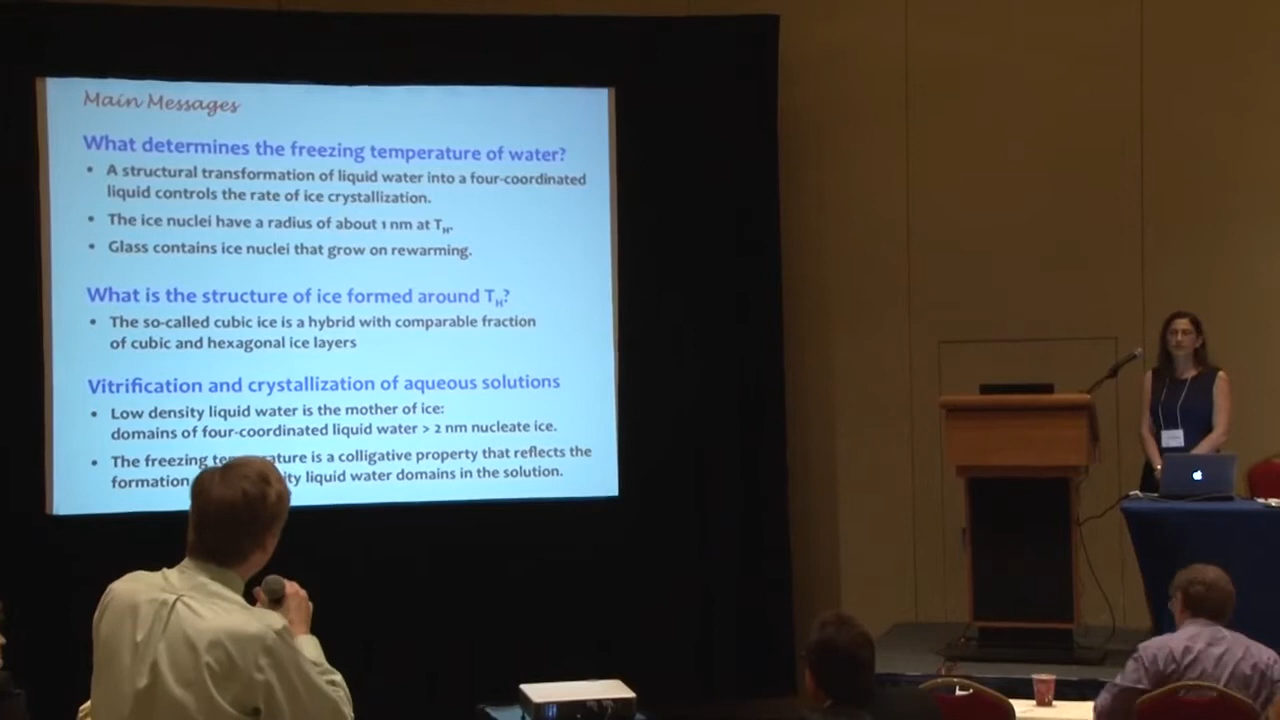 Main Messages
What determines the freezing temperature of water?
• A structural transformation of liquid water into a four-coordinated
liquid controls the rate of ice crystallization.
• The ice nuclei have a radius of about 1 nm at TH.
• Glass contains ice nuclei that grow on rewarming.
What is the structure of ice formed around TH?
• The so-called cubic ice is a hybrid with comparable fraction
of cubic and hexagonal ice layers
Vitrification and crystallization of aqueous solutions
• Low density liquid water is the mother of ice:
domains of four-coordinated liquid water > 2 nm nucleate ice.
• The freezing is a colligative property that reflects the
formation liquid water domains in the solution.